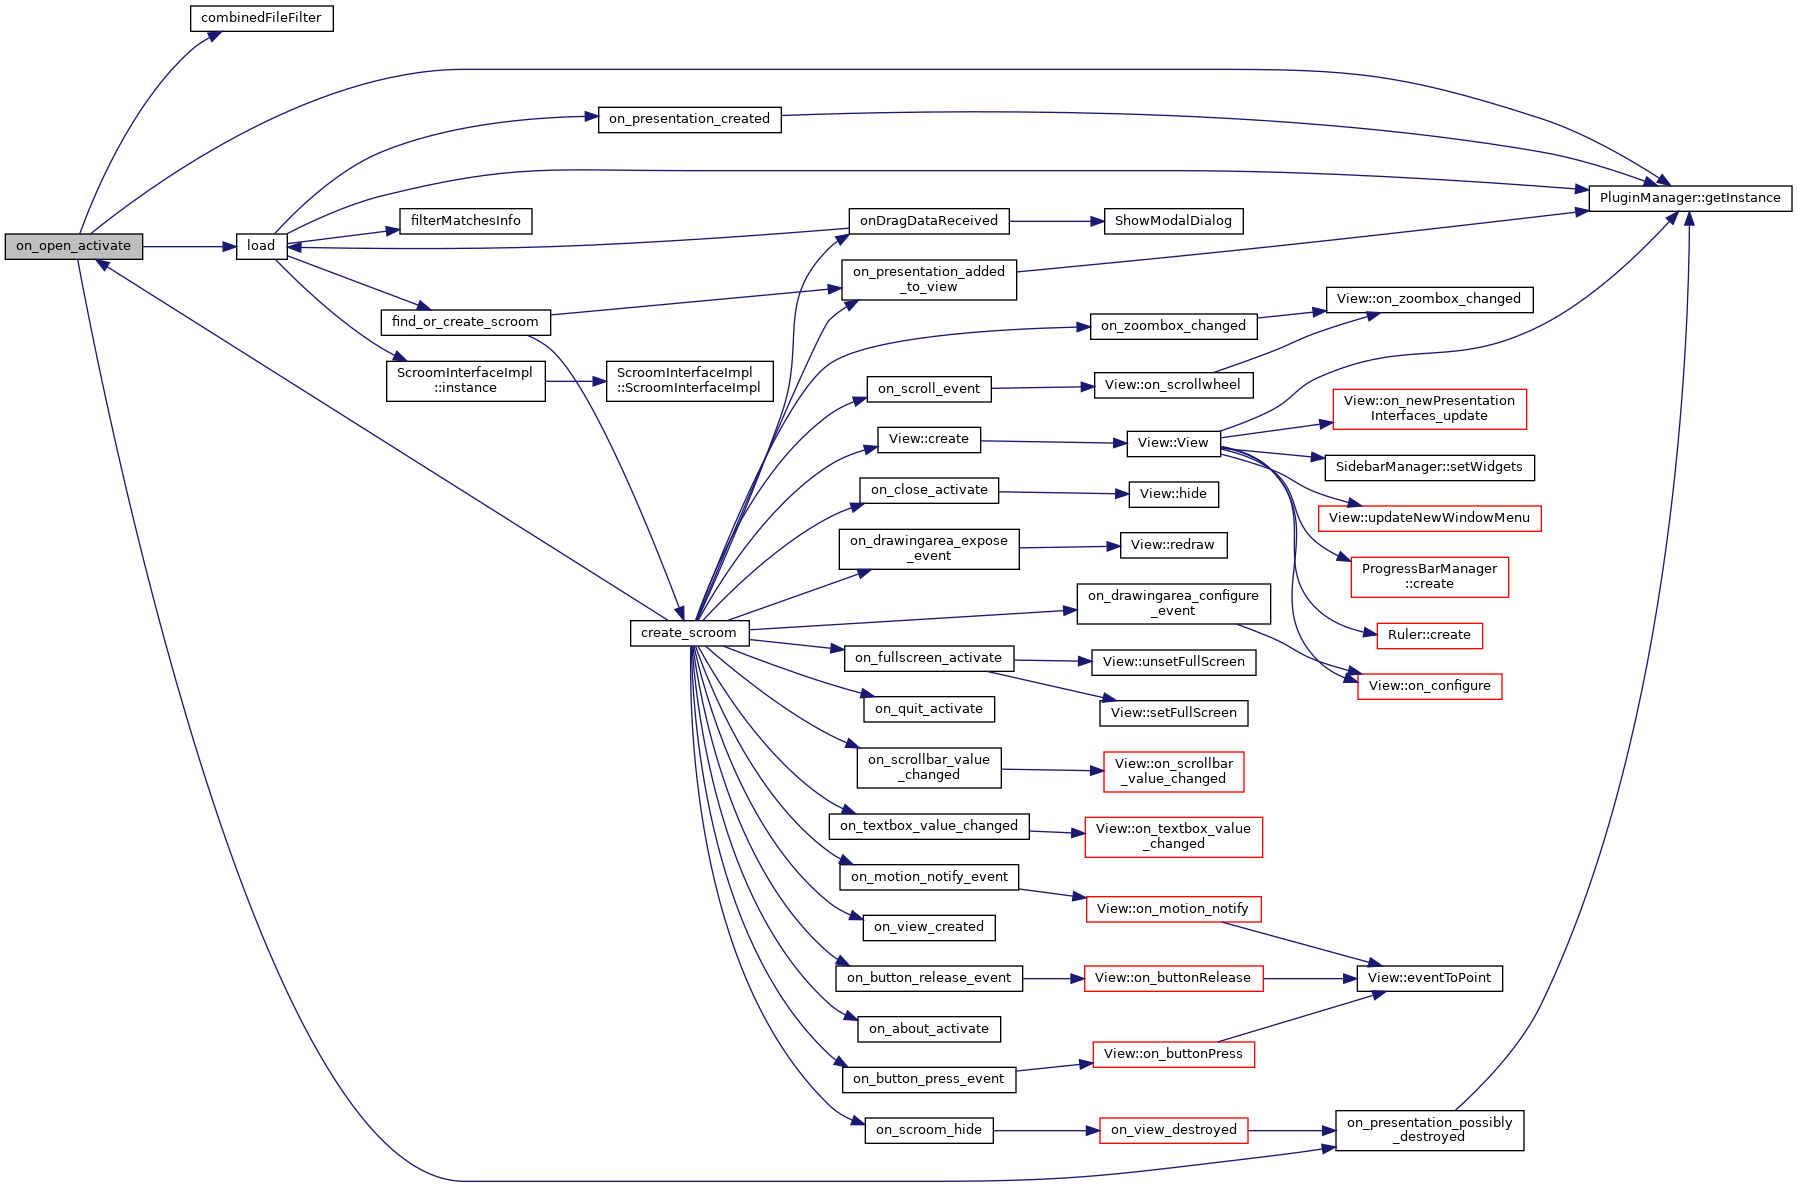 combinedFileFilter
on_presentation_created
PluginManager::getInstance
on_open_activate
load
filterMatchesInfo
onDragDataReceived
ShowModalDialog
on_presentation_added
_to_view
find_or_create_scroom
on_zoombox_changed
View::on_zoombox_changed
ScroomInterfaceImpl
::instance
ScroomInterfaceImpl
::ScroomInterfaceImpl
on_scroll_event
View::on_scrollwheel
View::on_newPresentation
Interfaces_update
View::create
View::View
SidebarManager::setWidgets
on_close_activate
View::hide
View::updateNewWindowMenu
on_drawingarea_expose
_event
View::redraw
ProgressBarManager
::create
on_drawingarea_configure
_event
create_scroom
Ruler::create
on_fullscreen_activate
View::unsetFullScreen
View::on_configure
on_quit_activate
View::setFullScreen
on_scrollbar_value
_changed
View::on_scrollbar
_value_changed
on_textbox_value_changed
View::on_textbox_value
_changed
on_motion_notify_event
View::on_motion_notify
on_view_created
on_button_release_event
View::on_buttonRelease
View::eventToPoint
on_about_activate
View::on_buttonPress
on_button_press_event
on_scroom_hide
on_view_destroyed
on_presentation_possibly
_destroyed